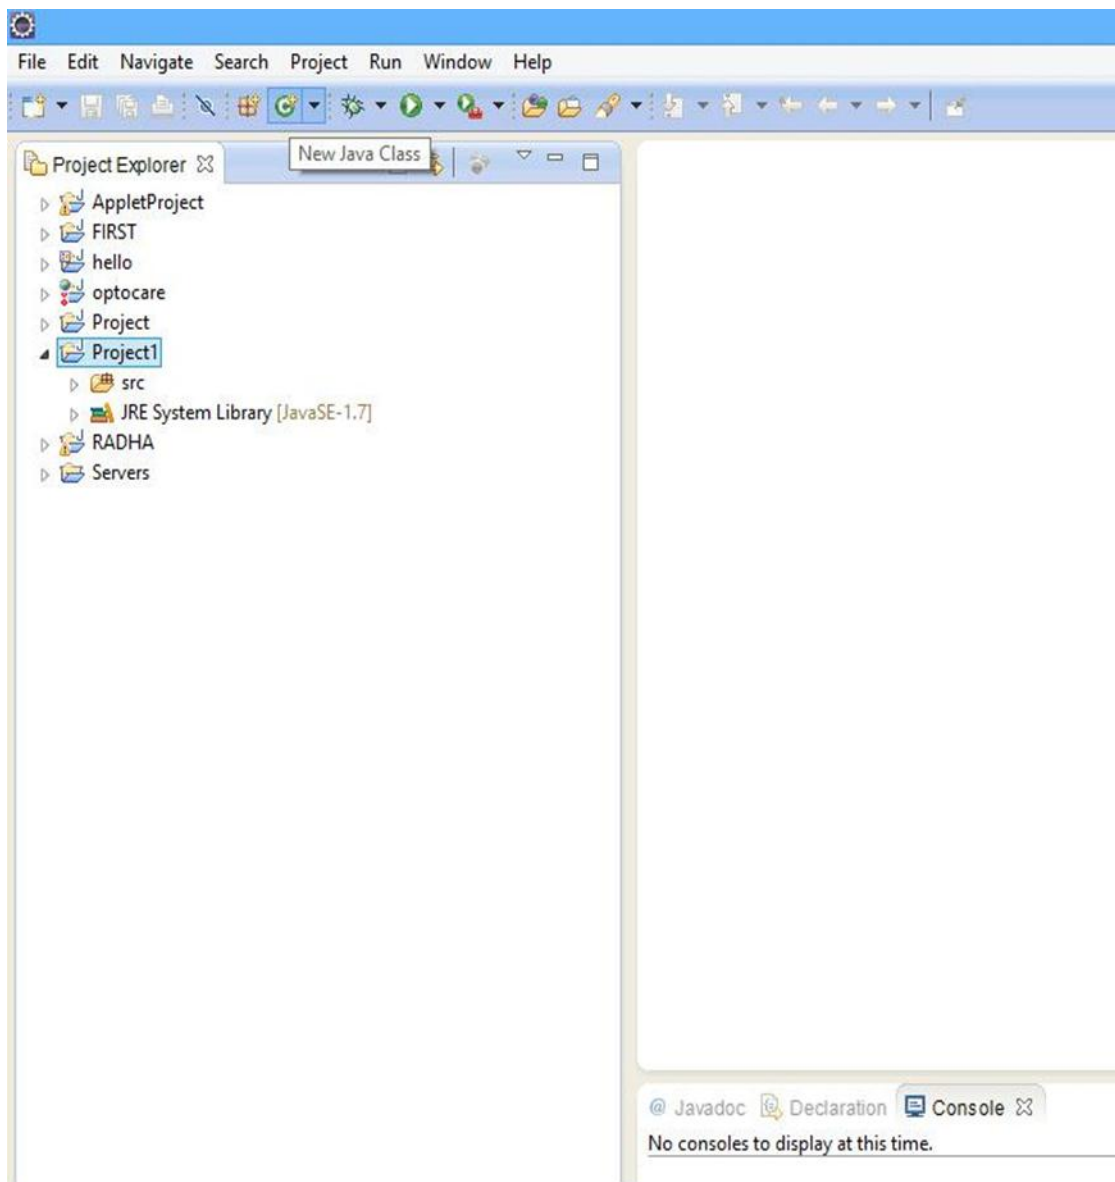 File Edit Navigate Search Project Run Window Help
New Java Class
Project Explorer
AppletProject
FIRST
hello
optocare
Project
Project1
src
JRE System Library [JavaSE-1.7]
RADHA
Servers
@ Javadoc Declaration Console
No consoles to display at this time.